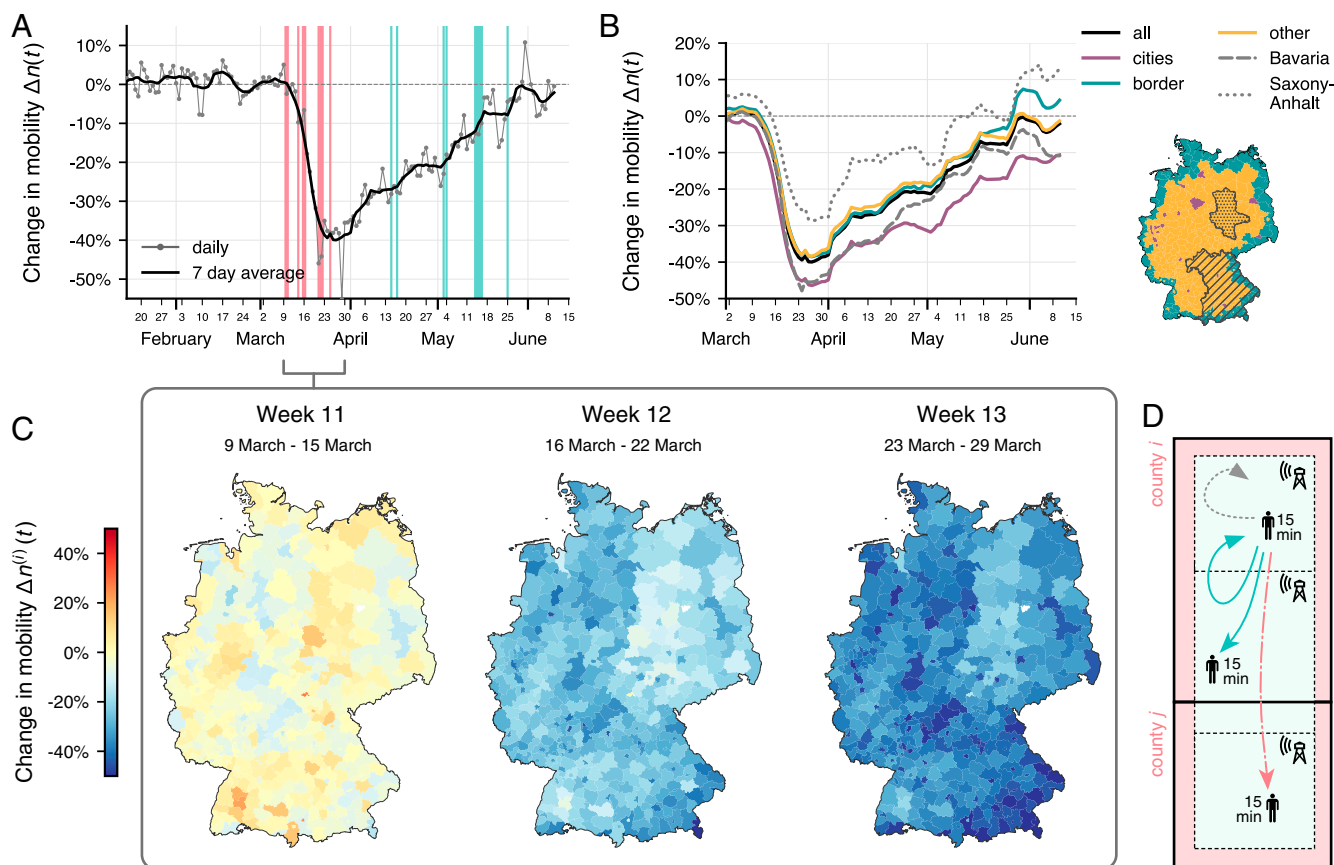 A
Change in mobility Δn(t)
10%
0%
-10%
-20%
-30%
-40%
-50%
daily
7 day average
20 27 3 10 17 24 2 9 16 23 30 6 13 20 27 4 11 18 25 1 8 15
February March April May June
B
Change in mobility Δn(t)
20%
10%
0%
-10%
-20%
-30%
-40%
-50%
2 9 16 23 30 6 13 20 27 4 11 18 25 1 8 15
March April May June
all
cities
border
other
Bavaria
Saxony-
Anhalt
C
Change in mobility Δn(i) (t)
40%
20%
0%
-20%
-40%
Week 11
9 March - 15 March
Week 12
16 March - 22 March
Week 13
23 March - 29 March
D
county i
15
min
15
min
county j
15
min